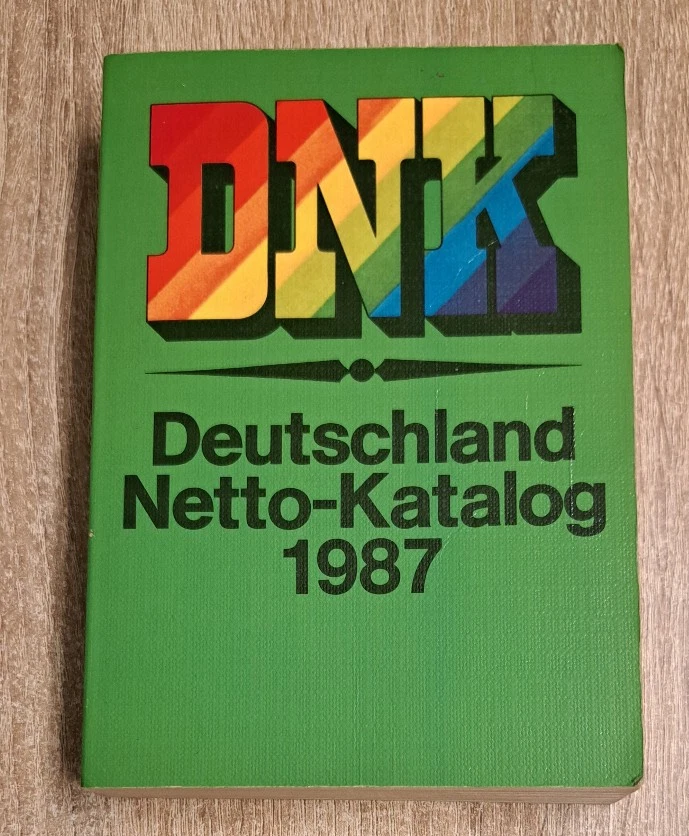 DNK
Deutschland
Netto-Katalog
1987